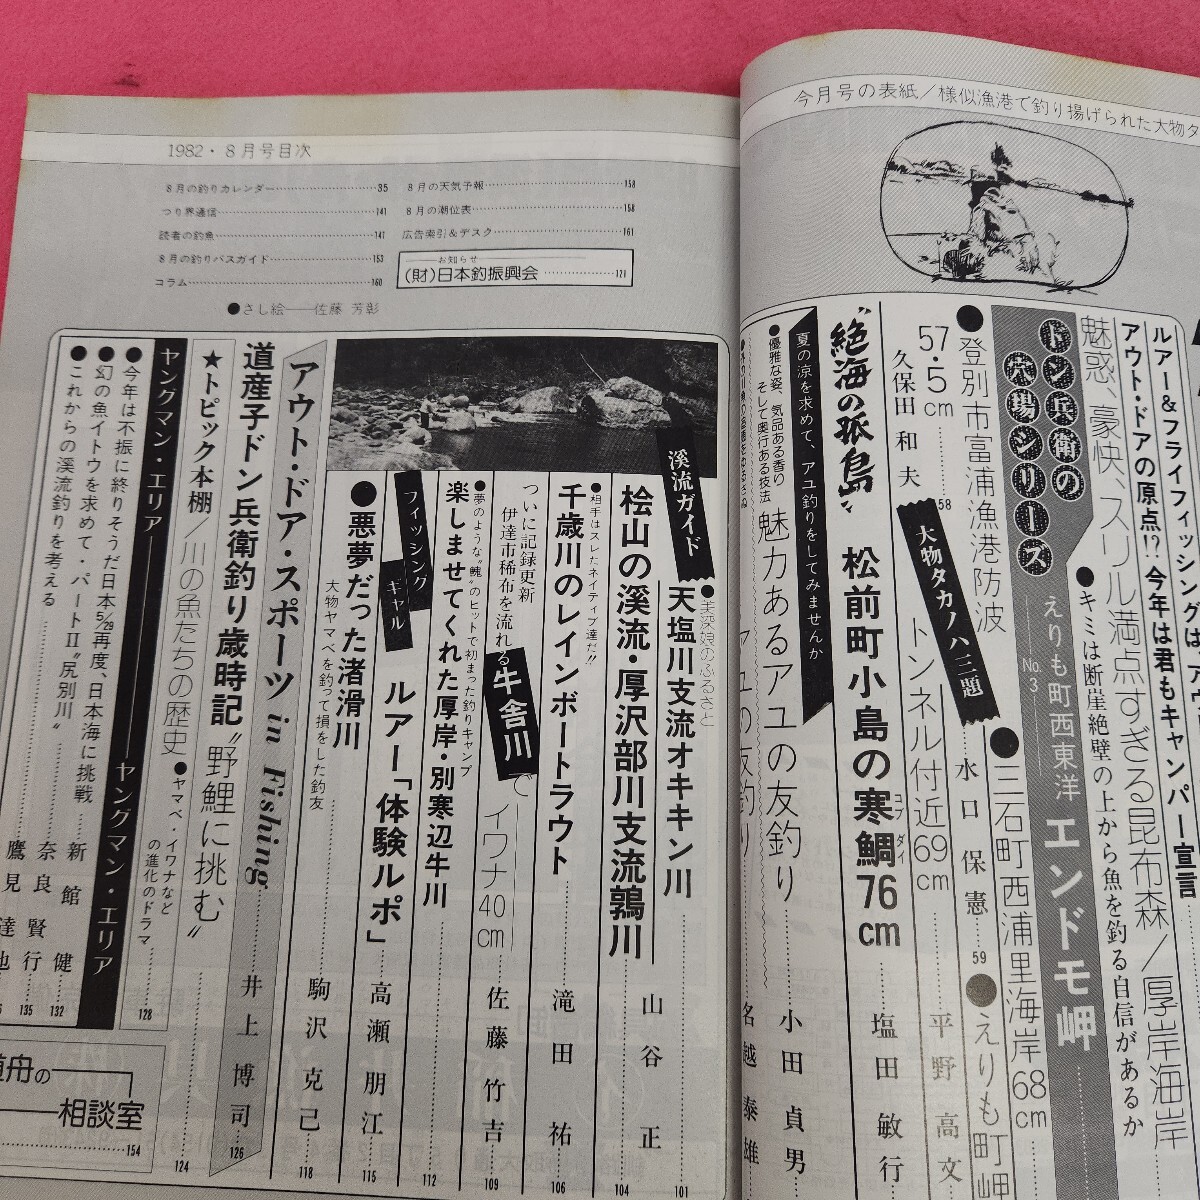 今月号の表紙／様似漁港で釣り揚げられた大物タ
ルアー＆フライフィッシングは、アウ
アウト・ドアの原点!?今年は君もキャンパー宣言
魅惑、豪快、スリル満点すぎる昆布森／厚岸海岸
●キミは断崖絶壁の上から魚を釣る自信があるか
ドン兵衛の
穴場シリーズ
えりも町西東洋
No.3
エンドモ岬
●登別市富浦漁港防波
57・5cm
久保田 和夫
58
●三石町西浦里海岸68cm
大物タカノハ三題
水口 保憲
59
●えりも町岬
トンネル付近69cm
平野 高文
“絶海の孤島”
松前町小島の寒鯛76cm
コブダイ
塩田 敏行
夏の涼を求めて、アユ釣りをしてみませんか
●優雅な姿、気品ある香り
そして奥行ある技法
魅力あるアユの友釣り
小田 貞男
名越 泰雄
1982・8月号目次
8月の釣りカレンダー 35
つり界通信 141
読者の釣魚 147
8月の釣りバスガイド 153
コラム 160
8月の天気予報 158
8月の潮位表 158
広告索引＆デスク 161
お知らせ
(財)日本釣振興会 121
●さし絵──佐藤 芳彰
渓流ガイド
●美深娘のふるさと
天塩川支流オキキン川
101
桧山の渓流・厚沢部川支流鶉川
山谷 正
104
●相手はスレたネイティブ達だ!!
千歳川のレインボートラウト
滝田 祐
106
ついに記録更新
伊達市稀布を流れる牛舎川でイワナ40cm
佐藤 竹吉
109
●夢のような“鱒”のヒットで初まった釣りキャンプ
楽しませてくれた厚岸・別寒辺牛川
112
フィッシング
ギャル
ルアー「体験ルポ」
高瀬 朋江
115
●悪夢だった渚滑川
大物ヤマベを釣って損をした釣友
駒沢 克己
118
アウト・ドア・スポーツ in Fishing
道産子ドン兵衛釣り歳時記“野鯉に挑む”
井上 博司
126
★トピック本棚／川の魚たちの歴史
●ヤマベ・イワナなど
の進化のドラマ
124
128
ヤングマン・エリア
ヤングマン・エリア
●今年は不振に終りそうだ日本5/29再度、日本海に挑戦
新館 健
132
●幻の魚イトウを求めて・パートⅡ“尻別川”
奈良 賢行
135
●これからの渓流釣りを考える
鷹見 達也
舟の
相談室
154